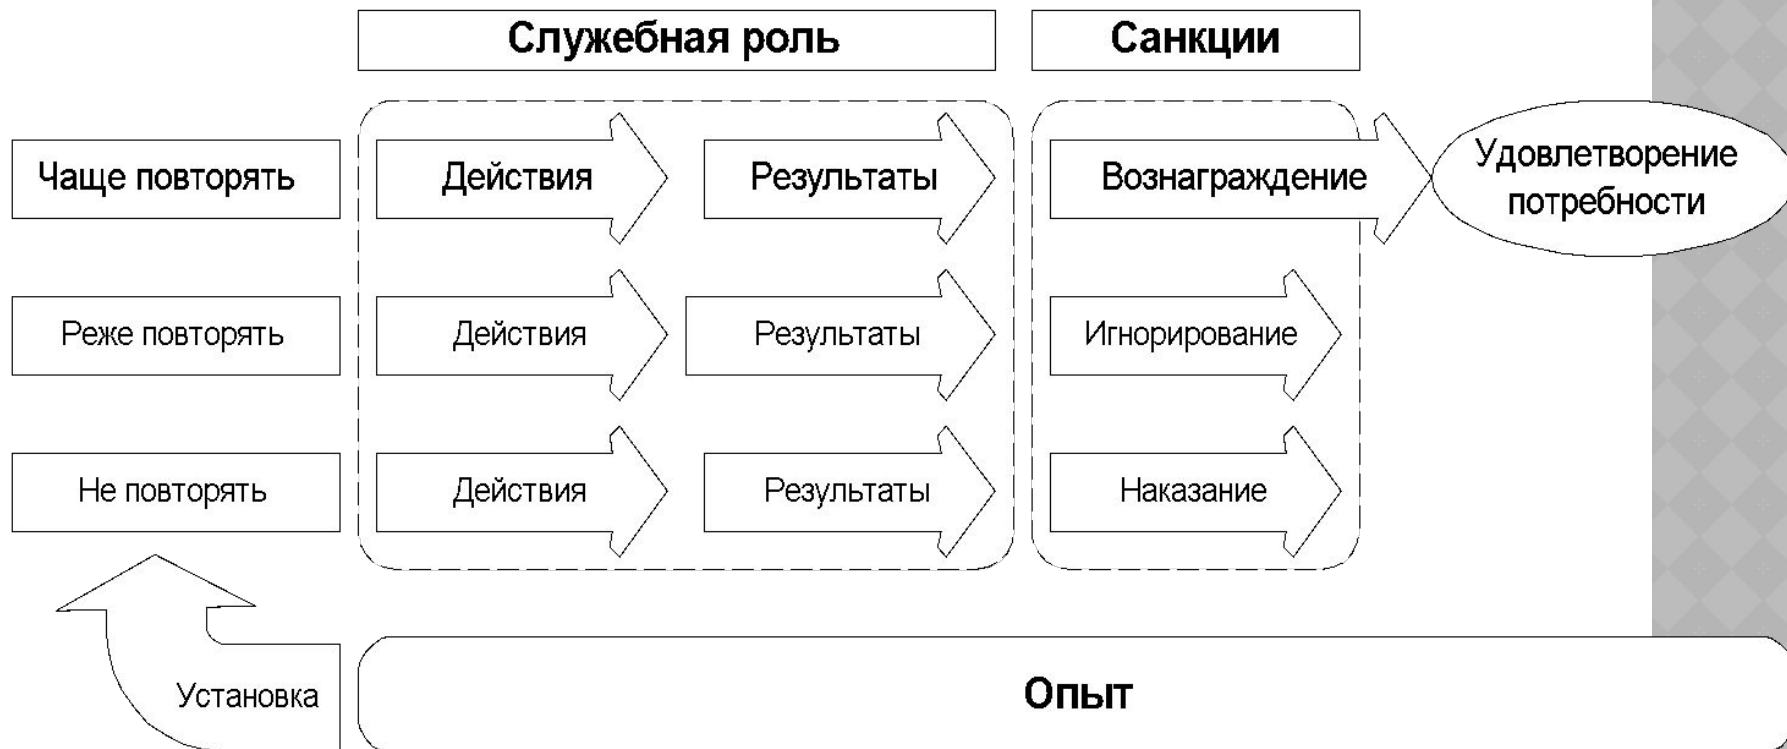 Служебная роль
Санкции
Чаще повторять
Действия
Результаты
Вознаграждение
Удовлетворение
потребности
Реже повторять
Действия
Результаты
Игнорирование
Не повторять
Действия
Результаты
Наказание
Установка
Опыт